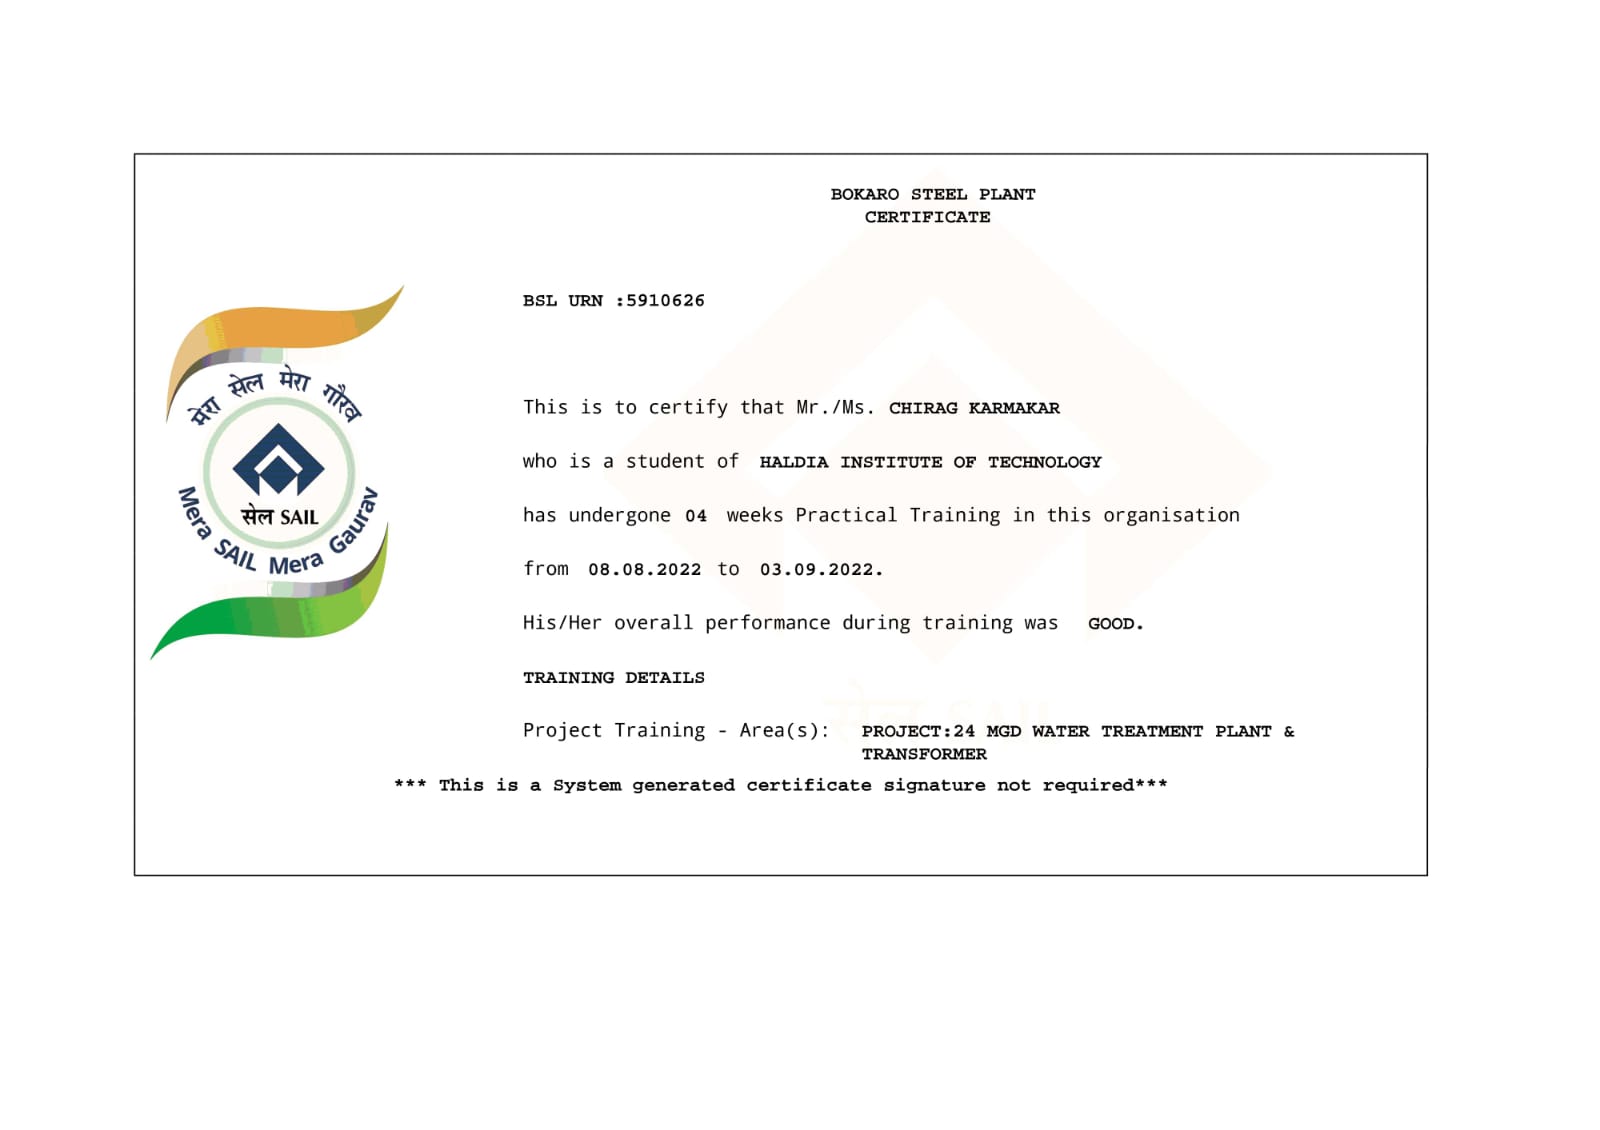 BOKARO STEEL PLANT
CERTIFICATE
BSL URN :5910626
मेरा सेल मेरा गौरव
सेल SAIL
Mera SAIL Mera Gaurav
This is to certify that Mr./Ms. CHIRAG KARMAKAR
who is a student of HALDIA INSTITUTE OF TECHNOLOGY
has undergone 04 weeks Practical Training in this organisation
from 08.08.2022 to 03.09.2022.
His/Her overall performance during training was GOOD.
TRAINING DETAILS
सेल SAIL
Project Training - Area(s): PROJECT:24 MGD WATER TREATMENT PLANT &
TRANSFORMER
*** This is a System generated certificate signature not required***